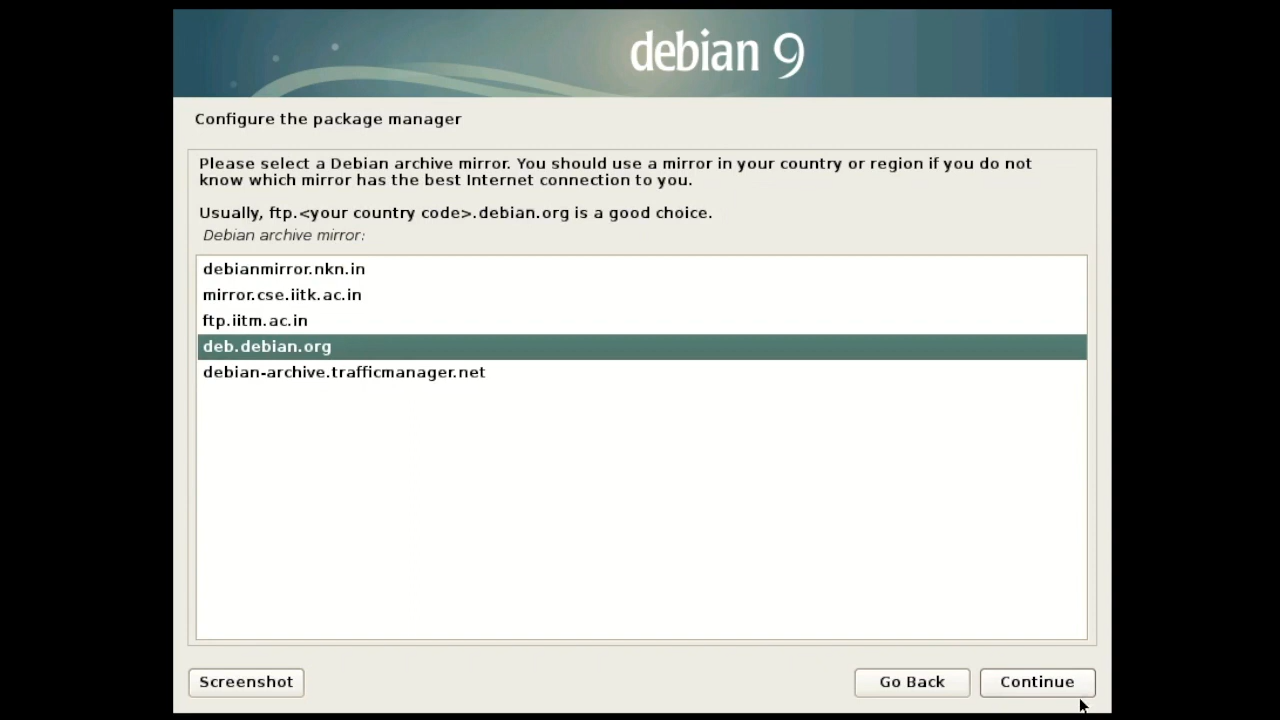 debian 9
Configure the package manager
Please select a Debian archive mirror. You should use a mirror in your country or region if you do not
know which mirror has the best Internet connection to you.
Usually, ftp.<your country code>.debian.org is a good choice.
Debian archive mirror:
debianmirror.nkn.in
mirror.cse.iitk.ac.in
ftp.iitm.ac.in
deb.debian.org
debian-archive.trafficmanager.net
Screenshot
Go Back
Continue